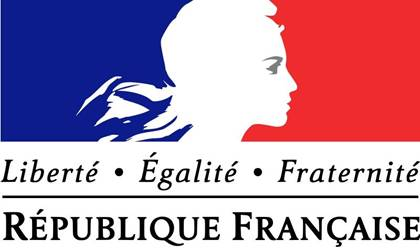 Liberté • Égalité • Fraternité
RÉPUBLIQUE FRANÇAISE